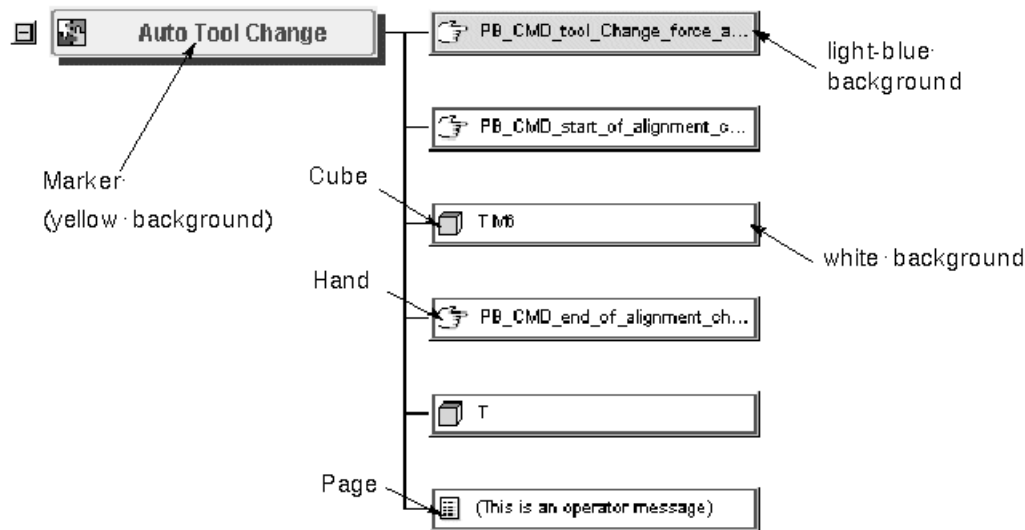 Auto Tool Change
PB_CMD_tool_Change_force_a...
light-blue
background
PB_CMD_start_of_alignment_c...
Marker
(yellow background)
Cube
T M6
white background
Hand
PB_CMD_end_of_alignment_ch...
T
Page
(This is an operator message)